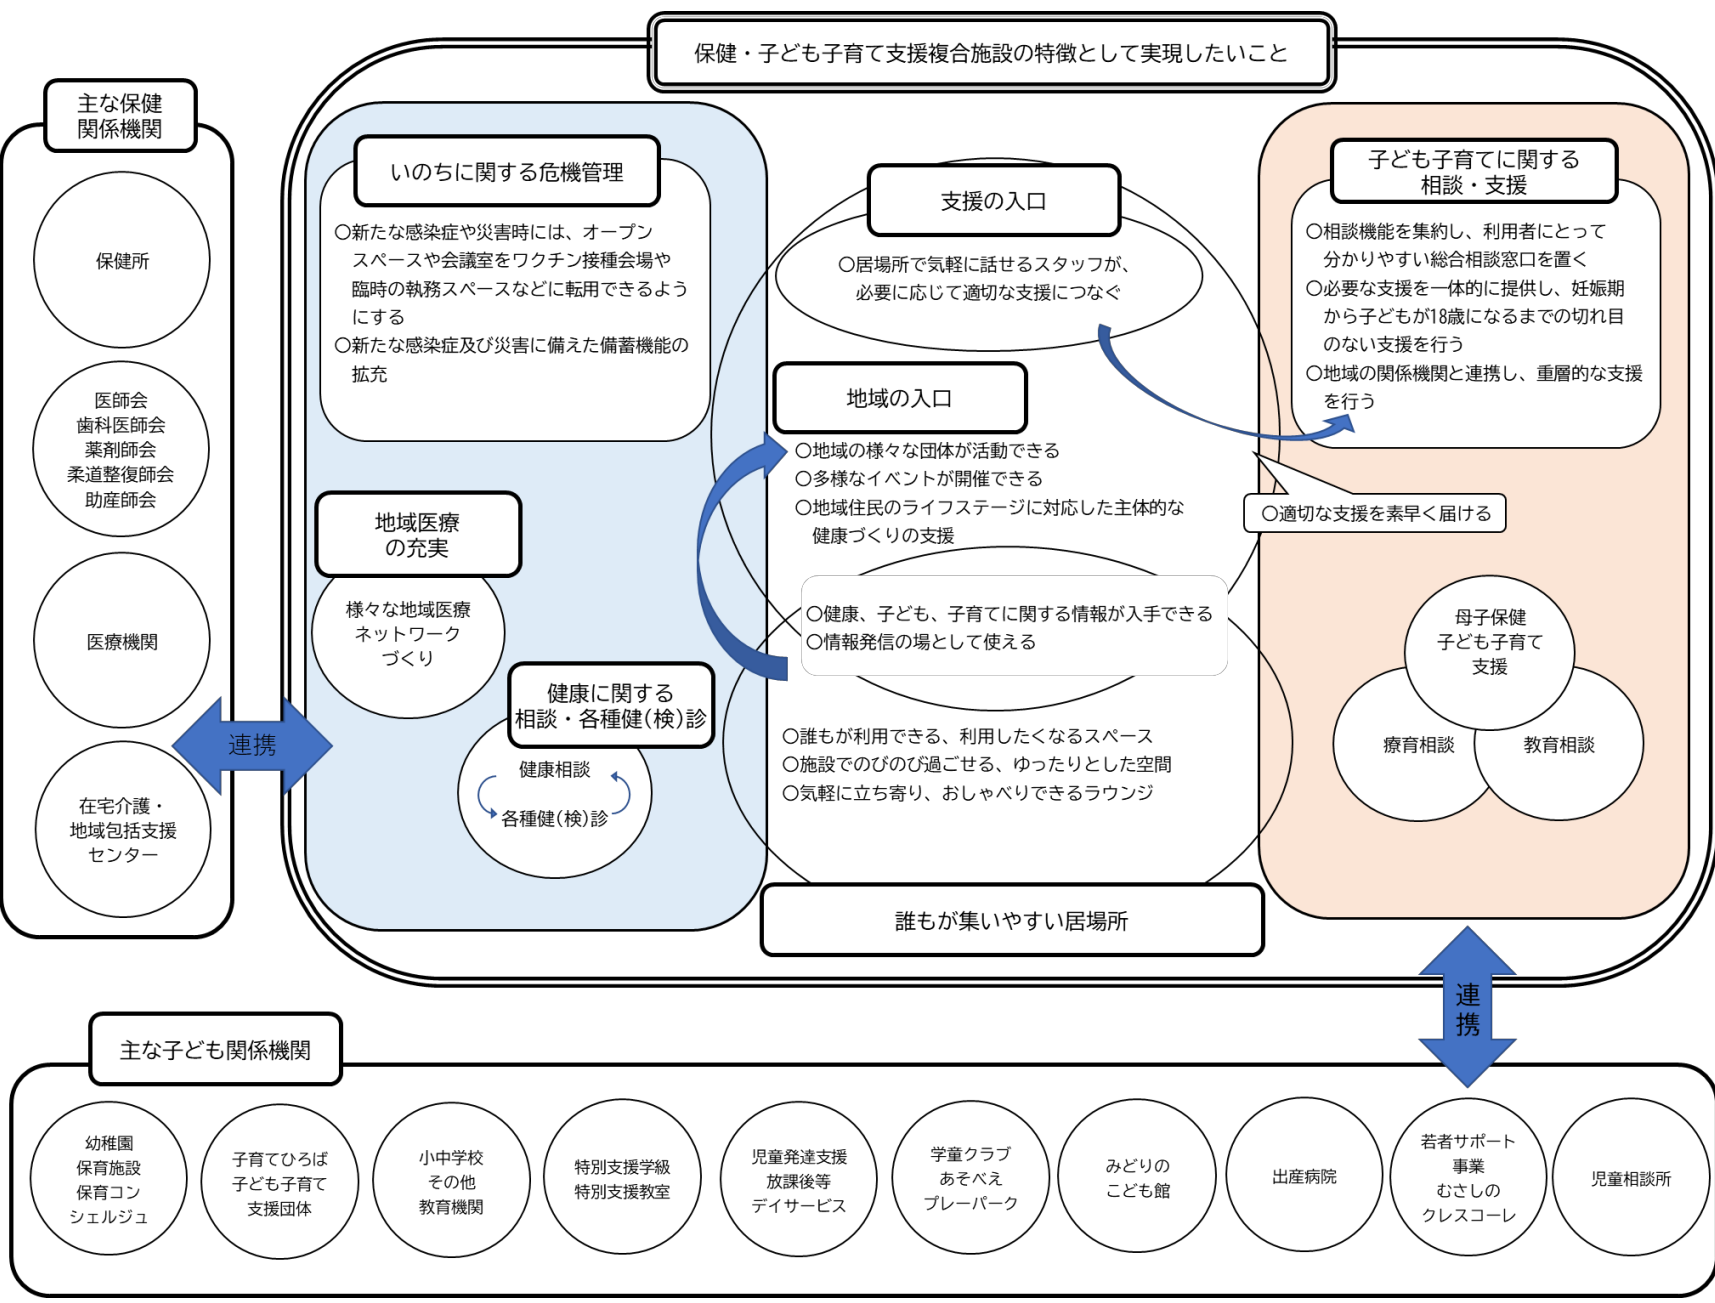 保健・子ども子育て支援複合施設の特徴として実現したいこと
主な保健
関係機関
保健所
医師会
歯科医師会
薬剤師会
柔道整復師会
助産師会
医療機関
在宅介護・
地域包括支援
センター
連携
いのちに関する危機管理
〇新たな感染症や災害時には、オープン
スペースや会議室をワクチン接種会場や
臨時の執務スペースなどに転用できるよう
にする
〇新たな感染症及び災害に備えた備蓄機能の
拡充
地域医療
の充実
様々な地域医療
ネットワーク
づくり
健康に関する
相談・各種健(検)診
健康相談
各種健(検)診
支援の入口
〇居場所で気軽に話せるスタッフが、
必要に応じて適切な支援につなぐ
地域の入口
〇地域の様々な団体が活動できる
〇多様なイベントが開催できる
〇地域住民のライフステージに対応した主体的な
健康づくりの支援
〇健康、子ども、子育てに関する情報が入手できる
〇情報発信の場として使える
〇誰もが利用できる、利用したくなるスペース
〇施設でのびのび過ごせる、ゆったりとした空間
〇気軽に立ち寄り、おしゃべりできるラウンジ
誰もが集いやすい居場所
子ども子育てに関する
相談・支援
〇相談機能を集約し、利用者にとって
分かりやすい総合相談窓口を置く
〇必要な支援を一体的に提供し、妊娠期
から子どもが18歳になるまでの切れ目
のない支援を行う
〇地域の関係機関と連携し、重層的な支援
を行う
〇適切な支援を素早く届ける
母子保健
子ども子育て
支援
療育相談
教育相談
連
携
主な子ども関係機関
幼稚園
保育施設
保育コン
シェルジュ
子育てひろば
子ども子育て
支援団体
小中学校
その他
教育機関
特別支援学級
特別支援教室
児童発達支援
放課後等
デイサービス
学童クラブ
あそべえ
プレーパーク
みどりの
こども館
出産病院
若者サポート
事業
むさしの
クレスコーレ
児童相談所